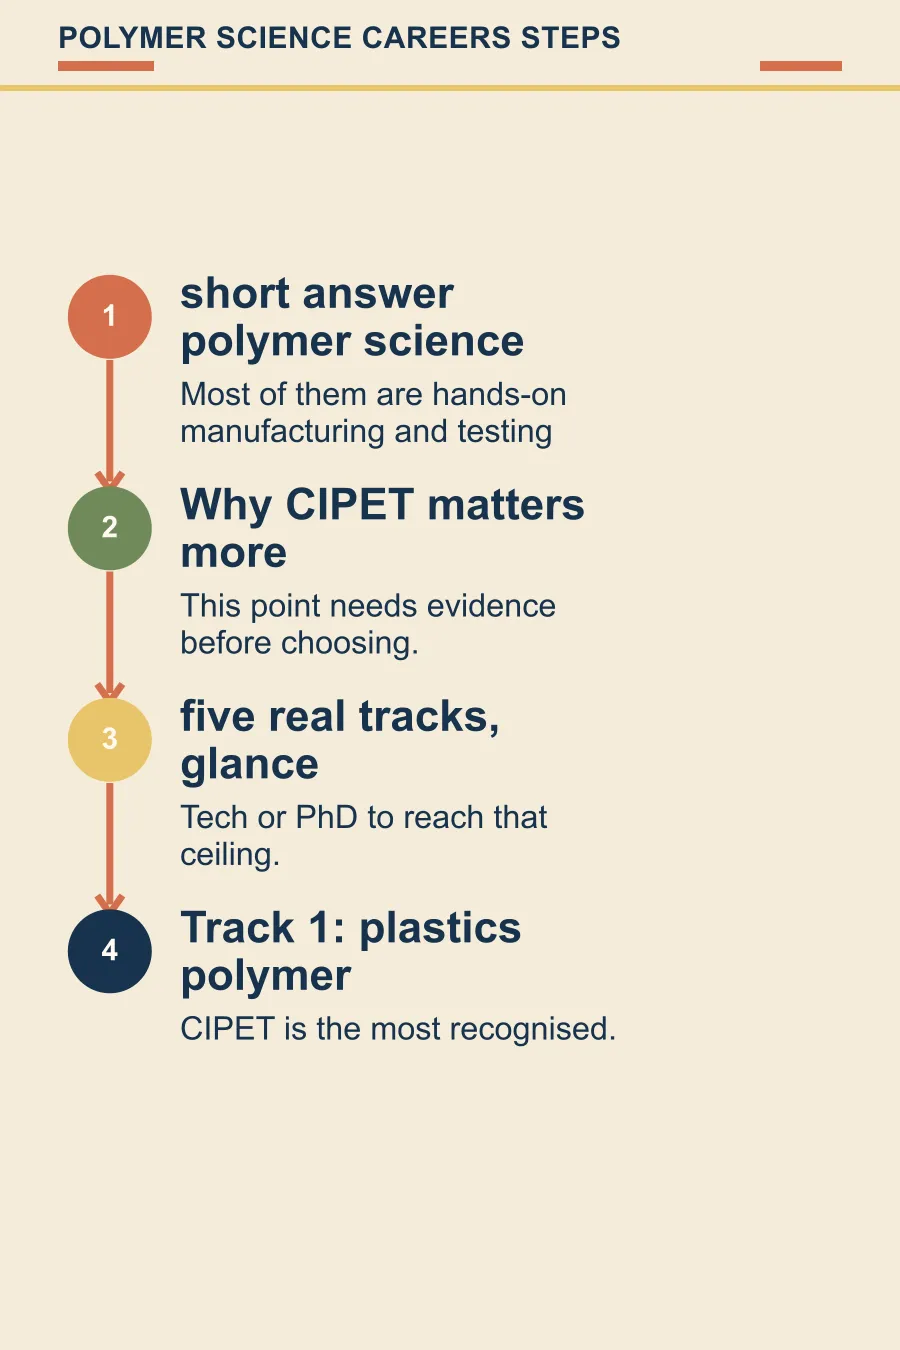 POLYMER SCIENCE CAREERS STEPS
1
short answer
polymer science
Most of them are hands-on
manufacturing and testing
2
Why CIPET matters
more
This point needs evidence
before choosing.
3
five real tracks,
glance
Tech or PhD to reach that
ceiling.
4
Track 1: plastics
polymer
CIPET is the most recognised.